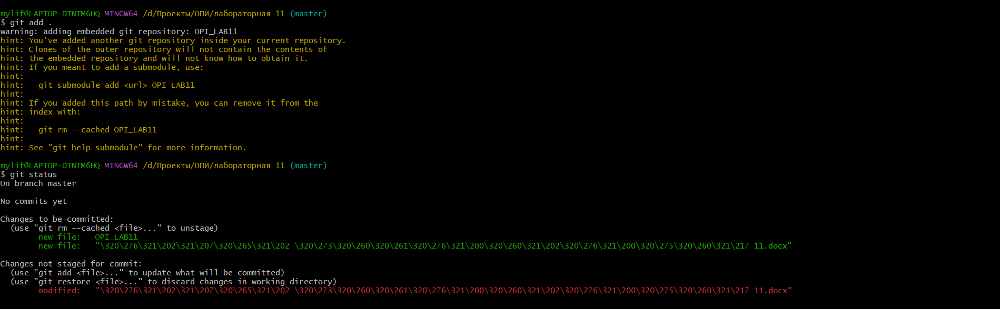 mylif@LAPTOP-DTNTM6HQ MINGW64 /d/Проекты/ОПИ/лабораторная 11 (master)
$ git add .
warning: adding embedded git repository: OPI_LAB11
hint: You've added another git repository inside your current repository.
hint: Clones of the outer repository will not contain the contents of
hint: the embedded repository and will not know how to obtain it.
hint: If you meant to add a submodule, use:
hint:
hint:   git submodule add <url> OPI_LAB11
hint:
hint: If you added this path by mistake, you can remove it from the
hint: index with:
hint:
hint:   git rm --cached OPI_LAB11
hint:
hint: See "git help submodule" for more information.
mylif@LAPTOP-DTNTM6HQ MINGW64 /d/Проекты/ОПИ/лабораторная 11 (master)
$ git status
On branch master
No commits yet
Changes to be committed:
  (use "git rm --cached <file>..." to unstage)
        new file:   OPI_LAB11
        new file:   "\320\276\321\202\321\207\320\265\321\202 \320\273\320\260\320\261\320\276\321\200\320\260\321\202\320\276\321\200\320\275\320\260\321\217 11.docx"
Changes not staged for commit:
  (use "git add <file>..." to update what will be committed)
  (use "git restore <file>..." to discard changes in working directory)
        modified:   "\320\276\321\202\321\207\320\265\321\202 \320\273\320\260\320\261\320\276\321\200\320\260\321\202\320\276\321\200\320\275\320\260\321\217 11.docx"